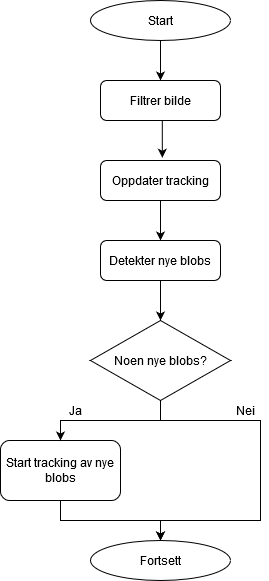 Start
Filtrer bilde
Oppdater tracking
Detekter nye blobs
Noen nye blobs?
Ja
Nei
Start tracking av nye
blobs
Fortsett